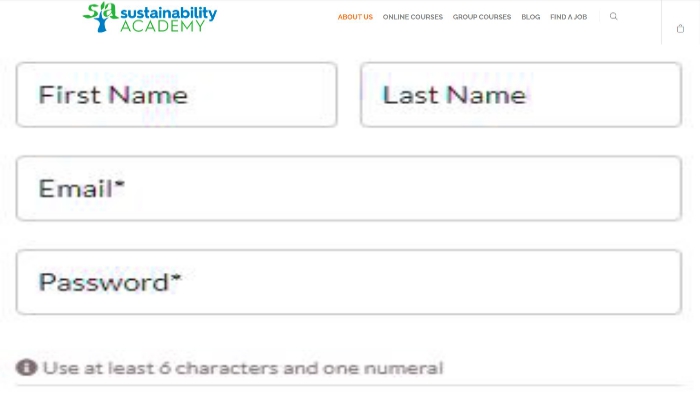 sa sustainability
ACADEMY
ABOUT US ONLINE COURSES GROUP COURSES BLOG FIND A JOB
First Name Last Name
Email*
Password*
Use at least 6 characters and one numeral